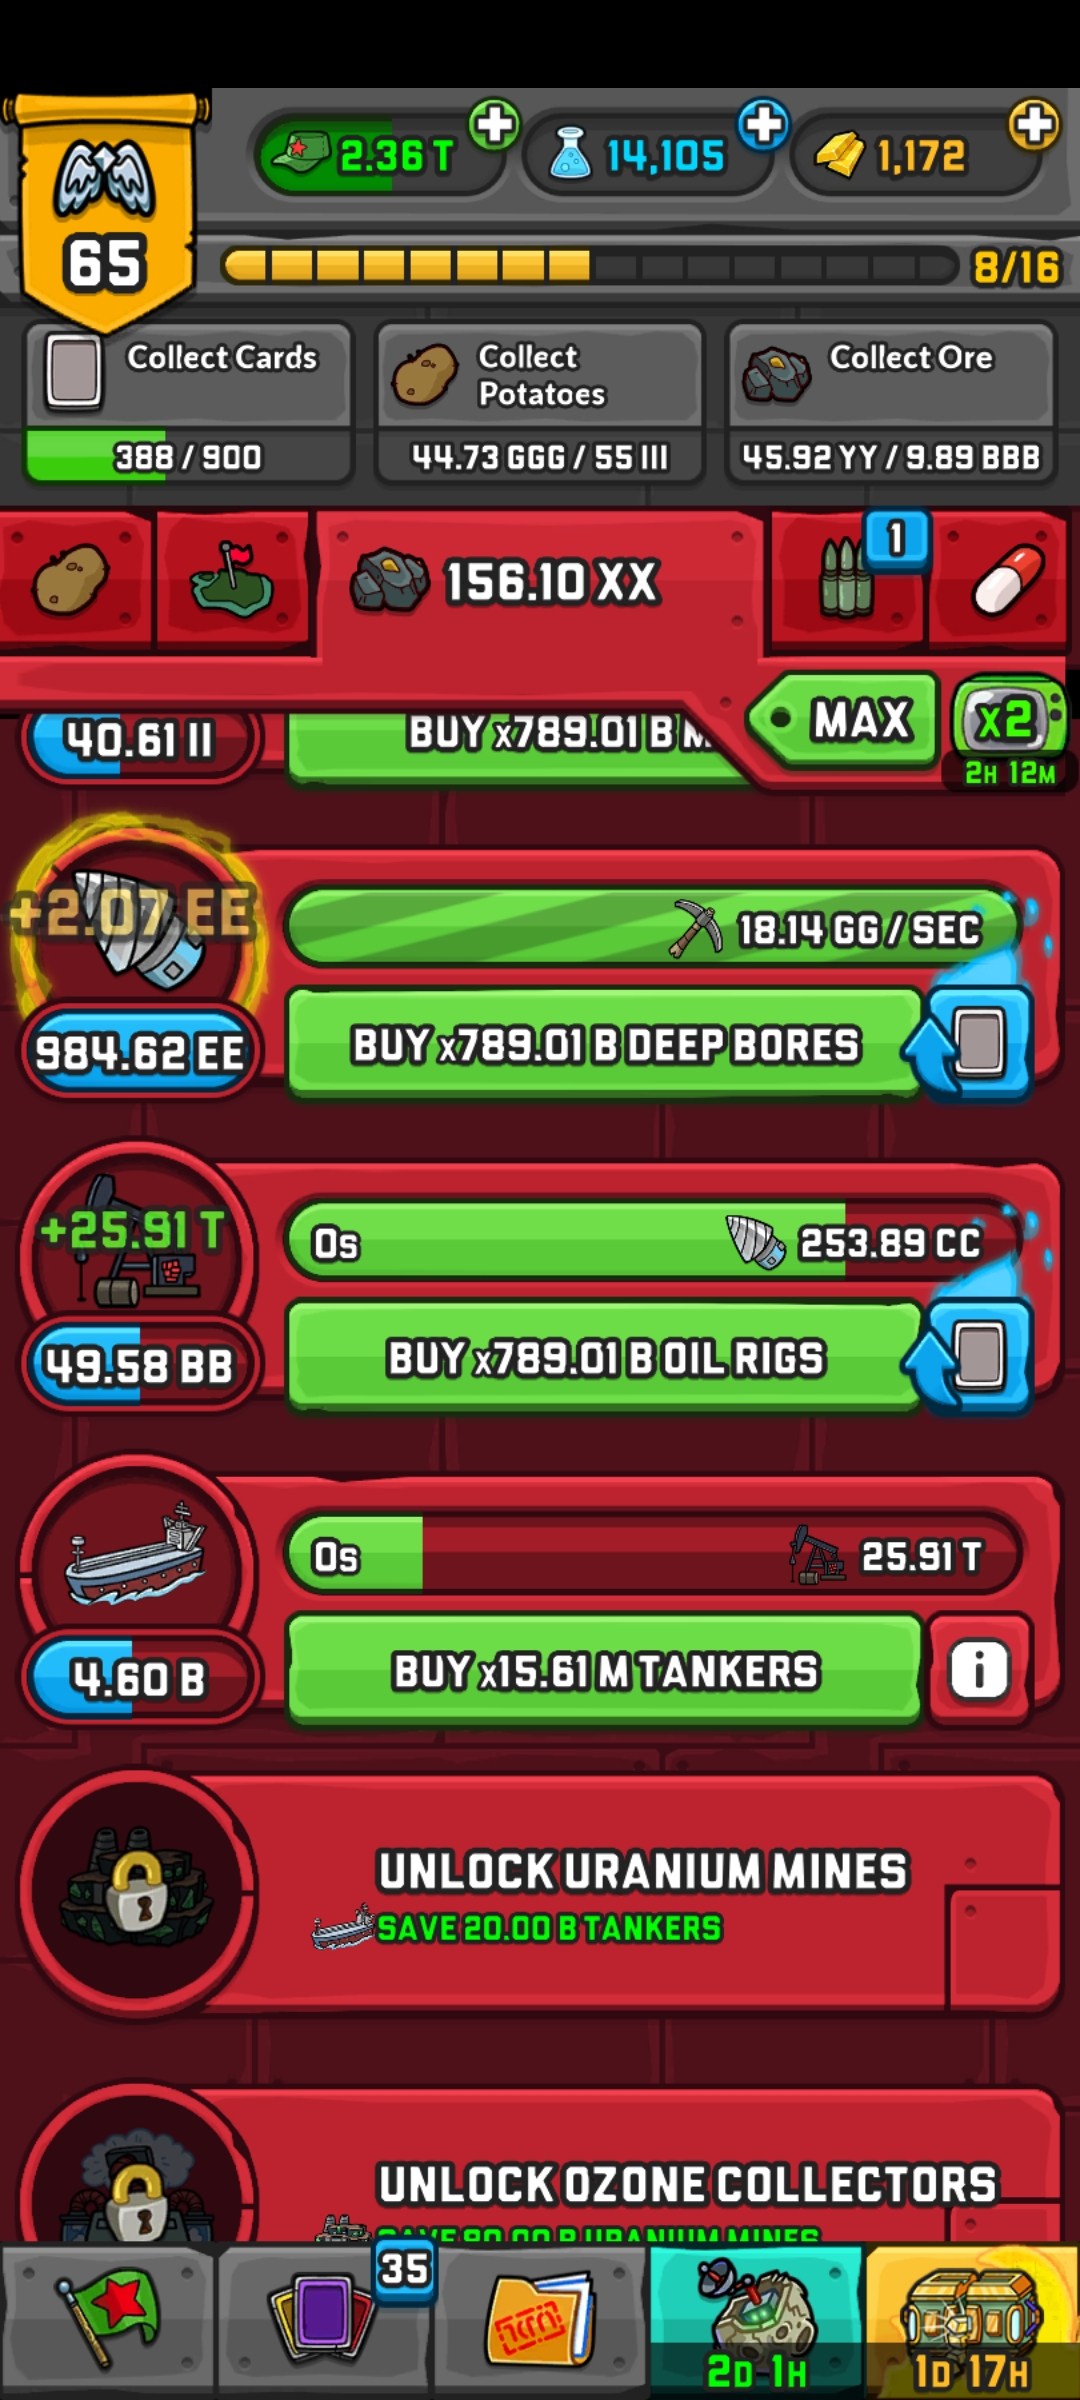 2.36 T
14,105
1,172
65
8/16
Collect Cards
388 / 900
Collect
Potatoes
44.73 GGG / 55 III
Collect Ore
45.92 YY / 9.89 BBB
156.10 XX
1
MAX
x2
2H 12M
40.61 II
BUY x789.01 B M
+2.07 EE
18.14 GG / SEC
984.62 EE
BUY x789.01 B DEEP BORES
+25.91 T
0s
253.89 CC
49.58 BB
BUY x789.01 B OIL RIGS
0s
25.91 T
4.60 B
BUY x15.61 M TANKERS
i
UNLOCK URANIUM MINES
SAVE 20.00 B TANKERS
UNLOCK OZONE COLLECTORS
SAVE 80.00 B URANIUM MINES
35
2D 1H
1D 17H